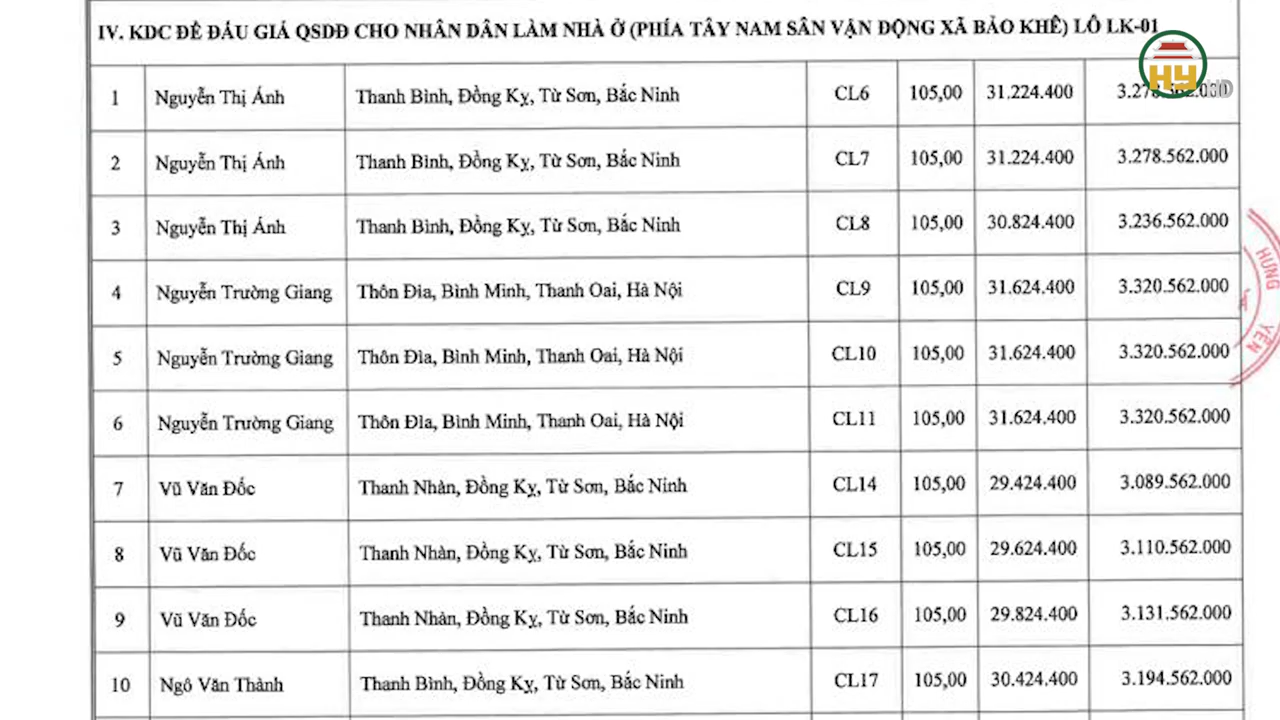 IV. KDC ĐỂ ĐẤU GIÁ QSDĐ CHO NHÂN DÂN LÀM NHÀ Ở (PHÍA TÂY NAM SÂN VẬN ĐỘNG XÃ BẢO KHÊ) LÔ LK-01
1 Nguyễn Thị Ánh Thanh Bình, Đồng Kỵ, Từ Sơn, Bắc Ninh CL6 105,00 31.224.400
HY HD
2 Nguyễn Thị Ánh Thanh Bình, Đồng Kỵ, Từ Sơn, Bắc Ninh CL7 105,00 31.224.400 3.278.562.000
3 Nguyễn Thị Ánh Thanh Bình, Đồng Kỵ, Từ Sơn, Bắc Ninh CL8 105,00 30.824.400 3.236.562.000
4 Nguyễn Trường Giang Thôn Đìa, Bình Minh, Thanh Oai, Hà Nội CL9 105,00 31.624.400 3.320.562.000
5 Nguyễn Trường Giang Thôn Đìa, Bình Minh, Thanh Oai, Hà Nội CL10 105,00 31.624.400 3.320.562.000
6 Nguyễn Trường Giang Thôn Đìa, Bình Minh, Thanh Oai, Hà Nội CL11 105,00 31.624.400 3.320.562.000
7 Vũ Văn Đốc Thanh Nhàn, Đồng Kỵ, Từ Sơn, Bắc Ninh CL14 105,00 29.424.400 3.089.562.000
8 Vũ Văn Đốc Thanh Nhàn, Đồng Kỵ, Từ Sơn, Bắc Ninh CL15 105,00 29.624.400 3.110.562.000
9 Vũ Văn Đốc Thanh Nhàn, Đồng Kỵ, Từ Sơn, Bắc Ninh CL16 105,00 29.824.400 3.131.562.000
10 Ngô Văn Thành Thanh Bình, Đồng Kỵ, Từ Sơn, Bắc Ninh CL17 105,00 30.424.400 3.194.562.000
HƯNG YÊN